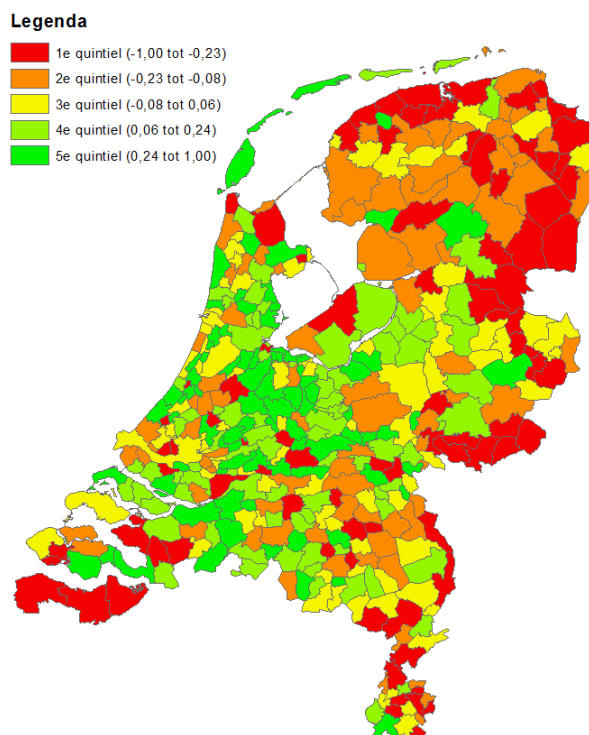 Legenda
1e quintiel (-1,00 tot -0,23)
2e quintiel (-0,23 tot -0,08)
3e quintiel (-0,08 tot 0,06)
4e quintiel (0,06 tot 0,24)
5e quintiel (0,24 tot 1,00)